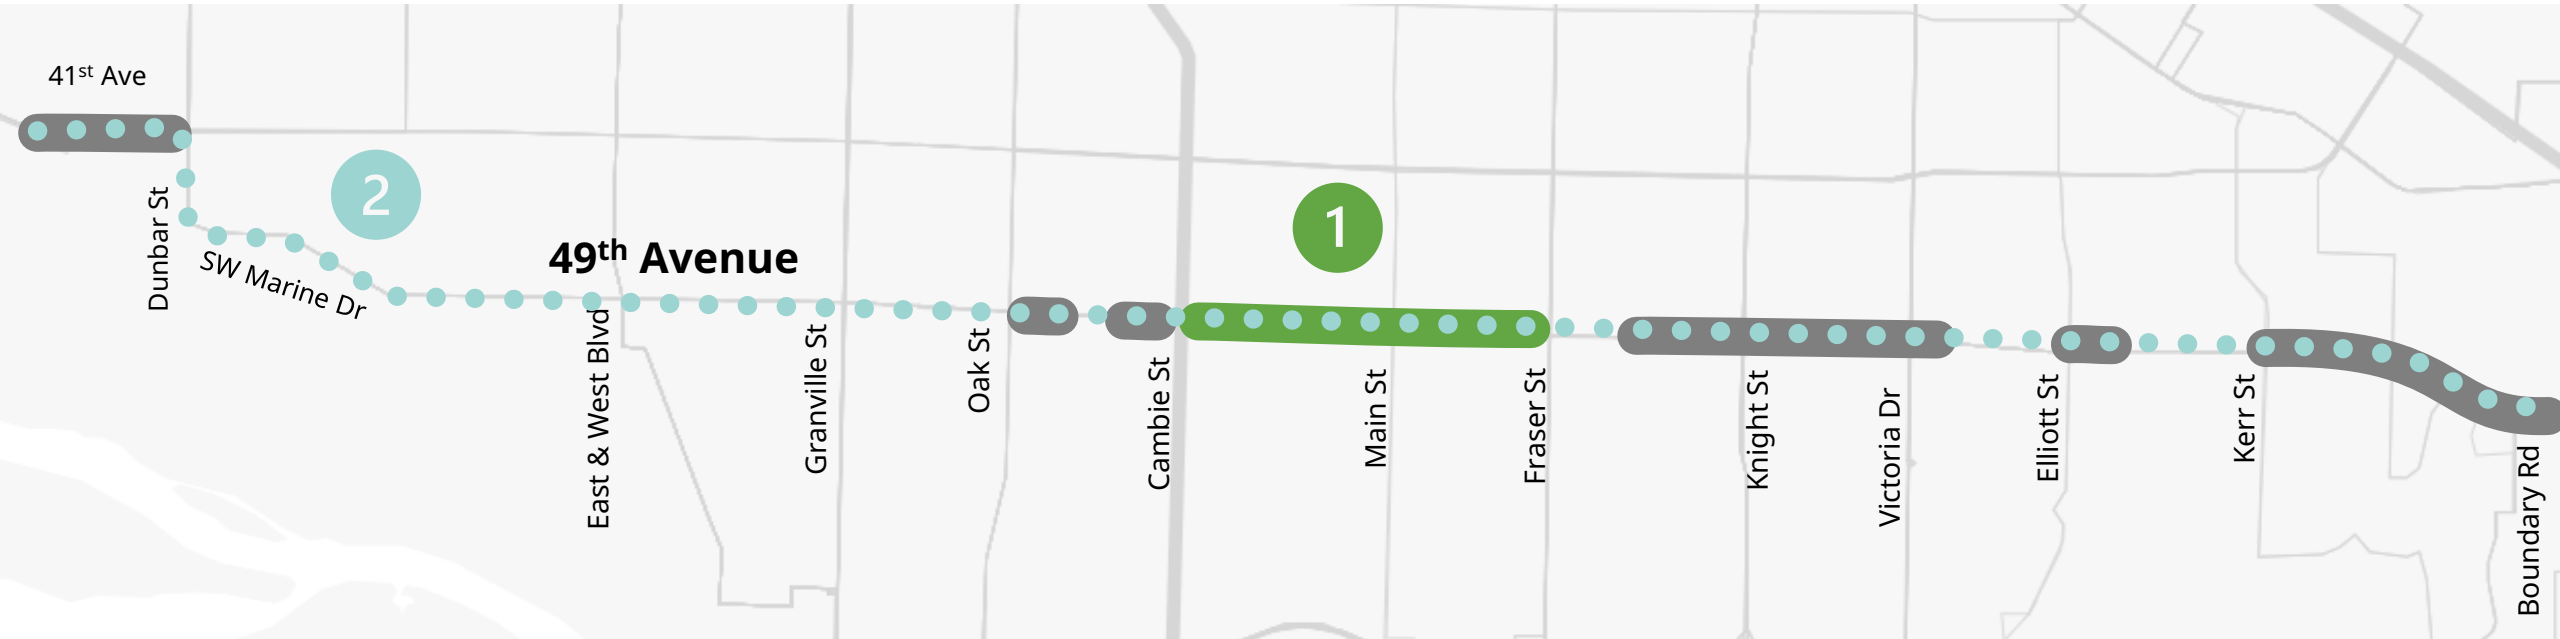 41st Ave
2
1
Dunbar St
SW Marine Dr
49th Avenue
East & West Blvd
Granville St
Oak St
Cambie St
Main St
Fraser St
Knight St
Victoria Dr
Elliott St
Kerr St
Boundary Rd